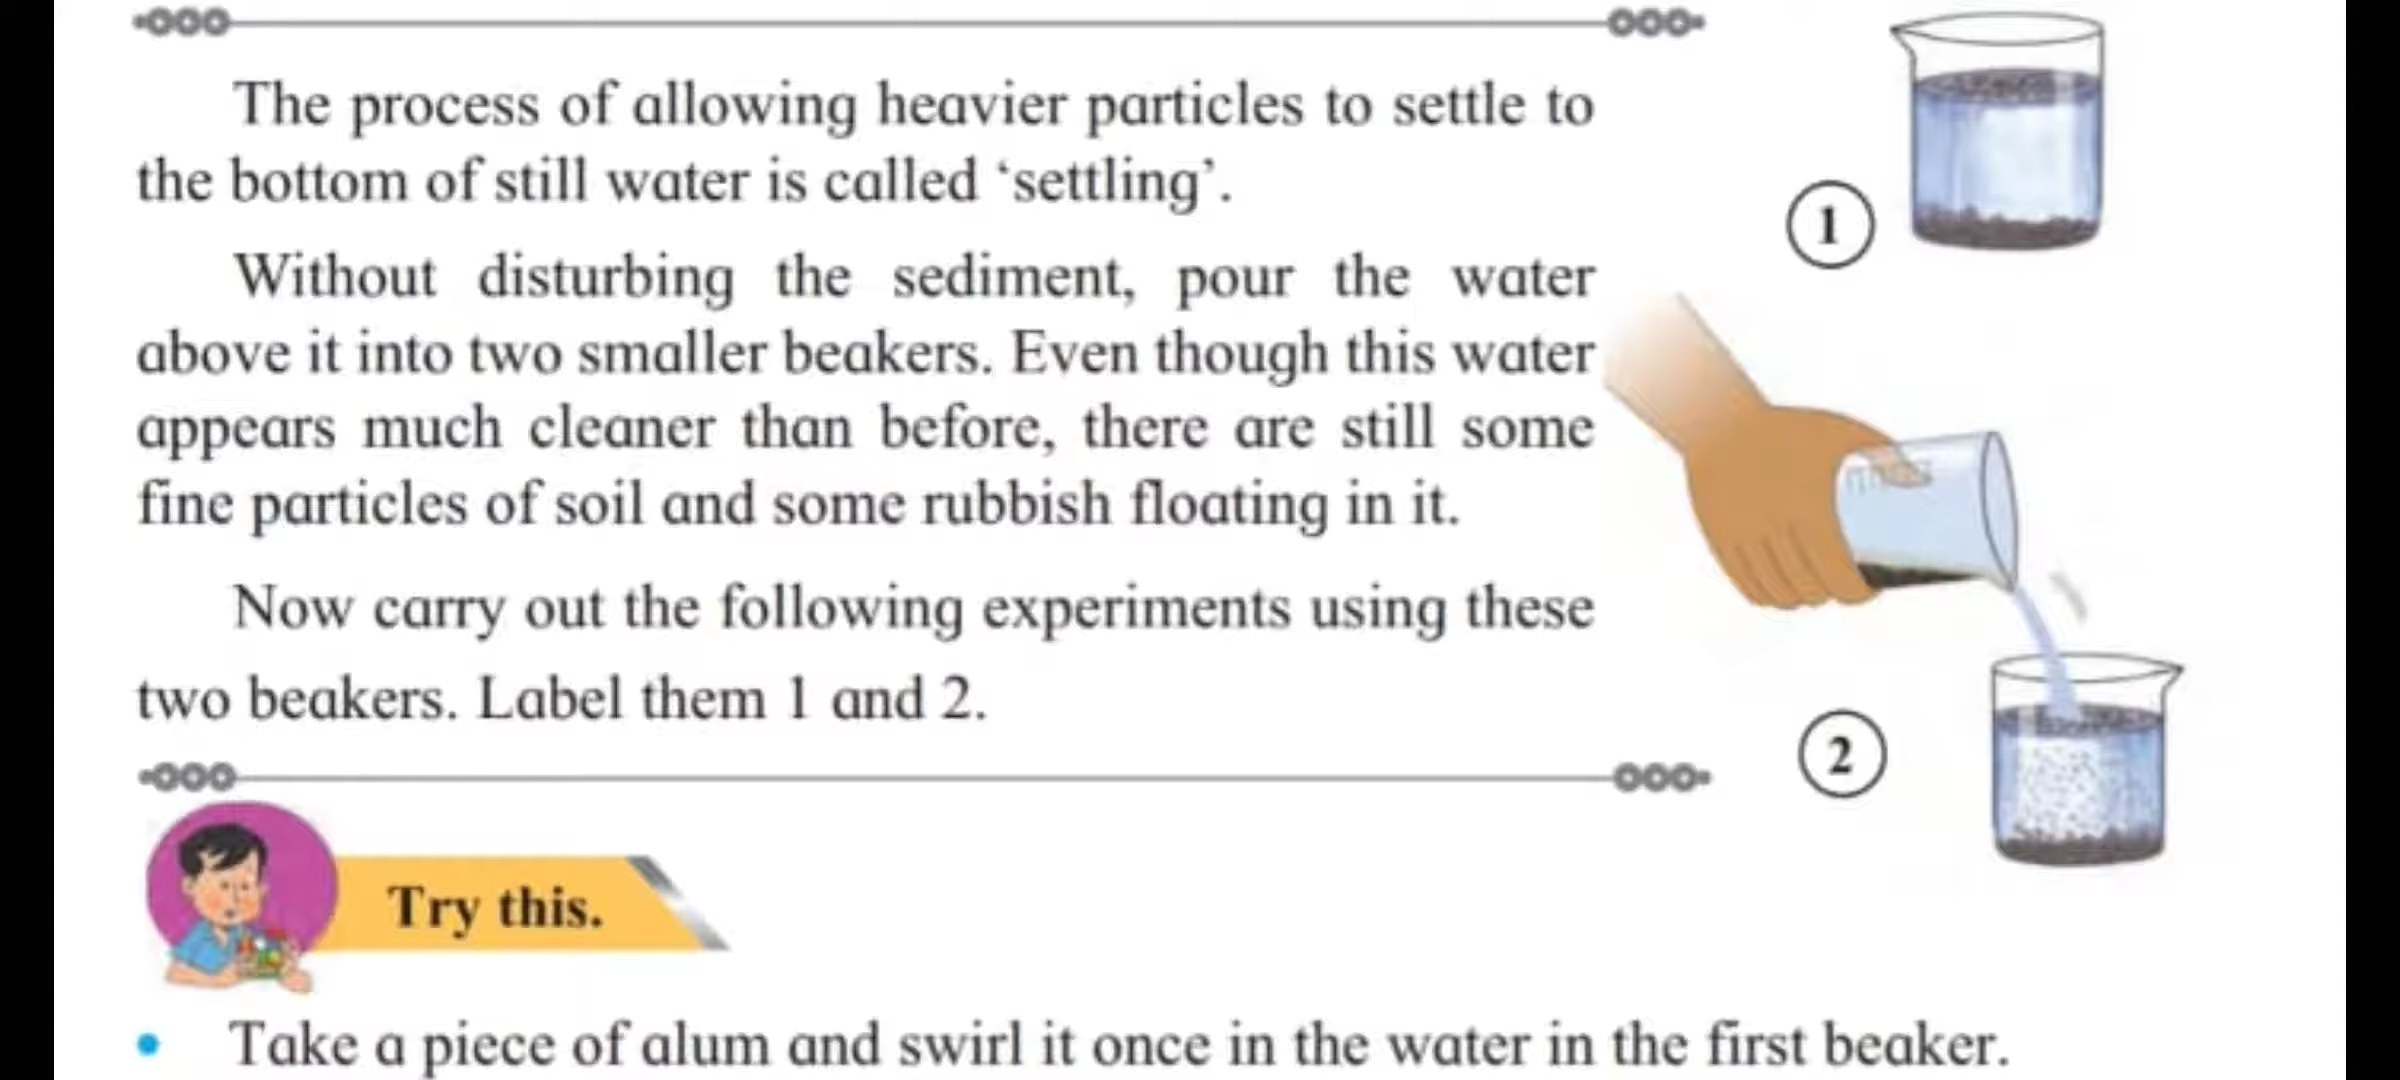 The process of allowing heavier particles to settle to
the bottom of still water is called ‘settling’.
Without disturbing the sediment, pour the water
above it into two smaller beakers. Even though this water
appears much cleaner than before, there are still some
fine particles of soil and some rubbish floating in it.
Now carry out the following experiments using these
two beakers. Label them 1 and 2.
1
2
Try this.
• Take a piece of alum and swirl it once in the water in the first beaker.